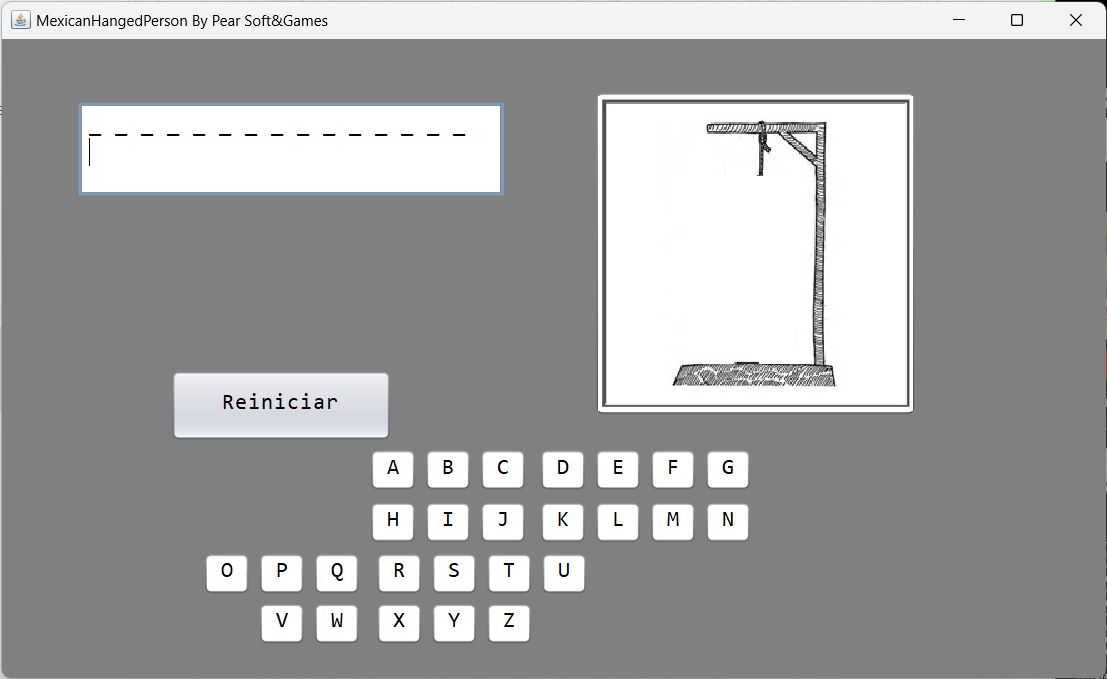 MexicanHangedPerson By Pear Soft&Games
_ _ _ _ _ _ _ _ _ _ _ _ _ _ _
Reiniciar
A B C D E F G
H I J K L M N
O P Q R S T U
V W X Y Z